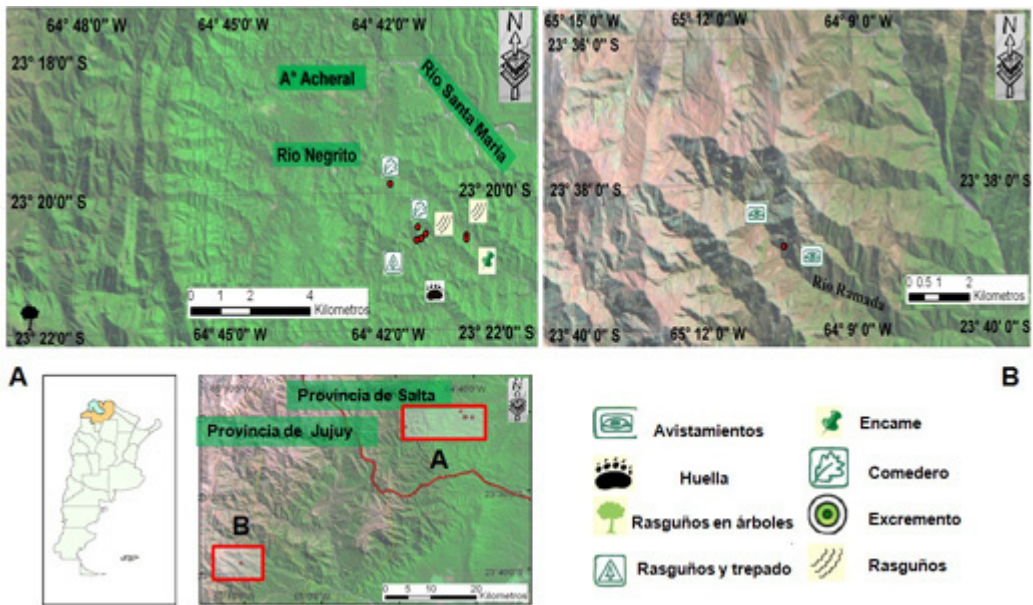 64° 48'0" W
64° 45'0" W
64° 42'0" W
N
23° 18'0" S
A° Acheral
Río Santa Maria
Río Negrito
23° 20'0" S
23° 20'0' S
0 1 2 4
Kilometros
23° 22'0" S
64° 45'0" W
64° 42'0" W
23° 22'0" S
65° 15' 0" W
65° 12' 0" W
64° 9' 0" W
N
23° 36' 0" S
23° 38' 0" S
23° 38' 0" S
Río Ramada
0 0.5 1 2
Kilometros
23° 40' 0" S
65° 12' 0" W
64° 9' 0" W
23° 40' 0" S
A
B
Provincia de Salta
Provincia de Jujuy
A
B
0 5 10 20
Kilometros
Avistamientos
Huella
Rasguños en árboles
Rasguños y trepado
Encame
Comedero
Excremento
Rasguños